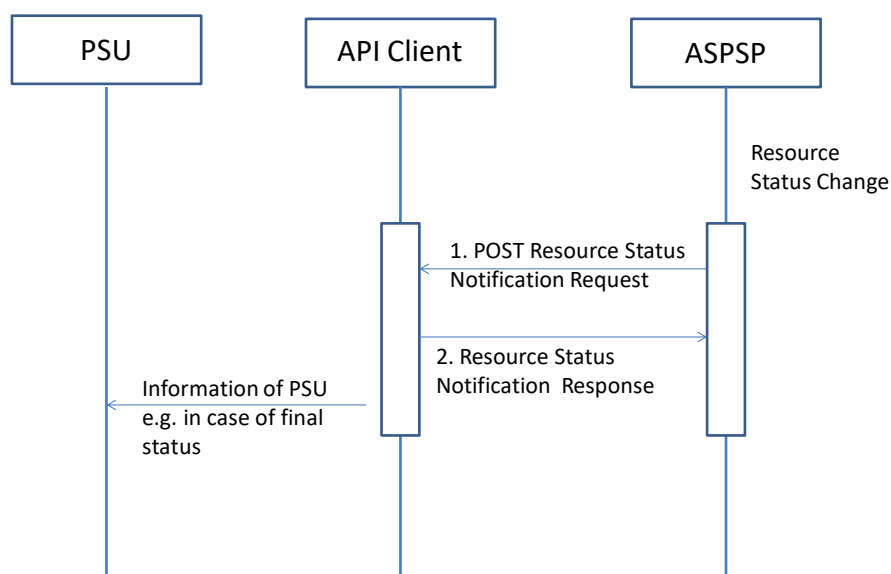 PSU
API Client
ASPSP
Resource
Status Change
1. POST Resource Status
Notification Request
2. Resource Status
Notification  Response
Information of PSU
e.g. in case of final
status